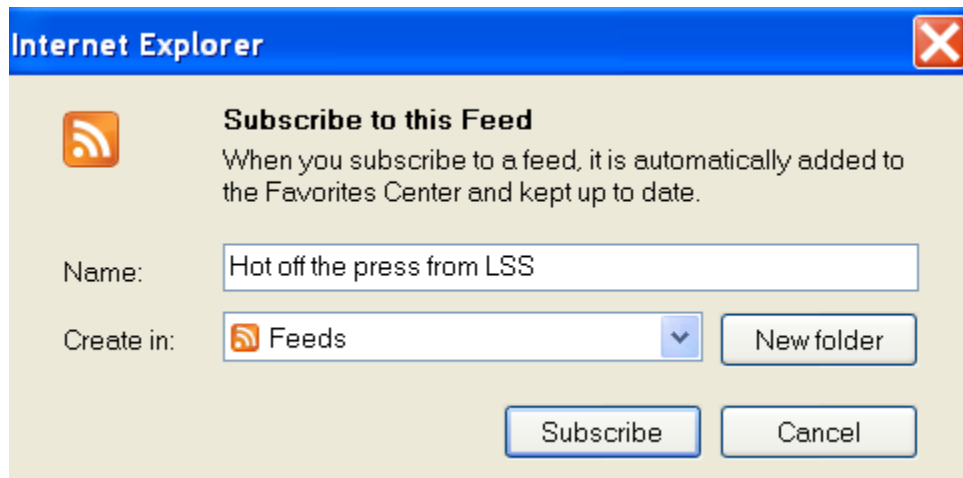 Internet Explorer
Subscribe to this Feed
When you subscribe to a feed, it is automatically added to
the Favorites Center and kept up to date.
Name: Hot off the press from LSS
Create in: Feeds New folder
Subscribe Cancel